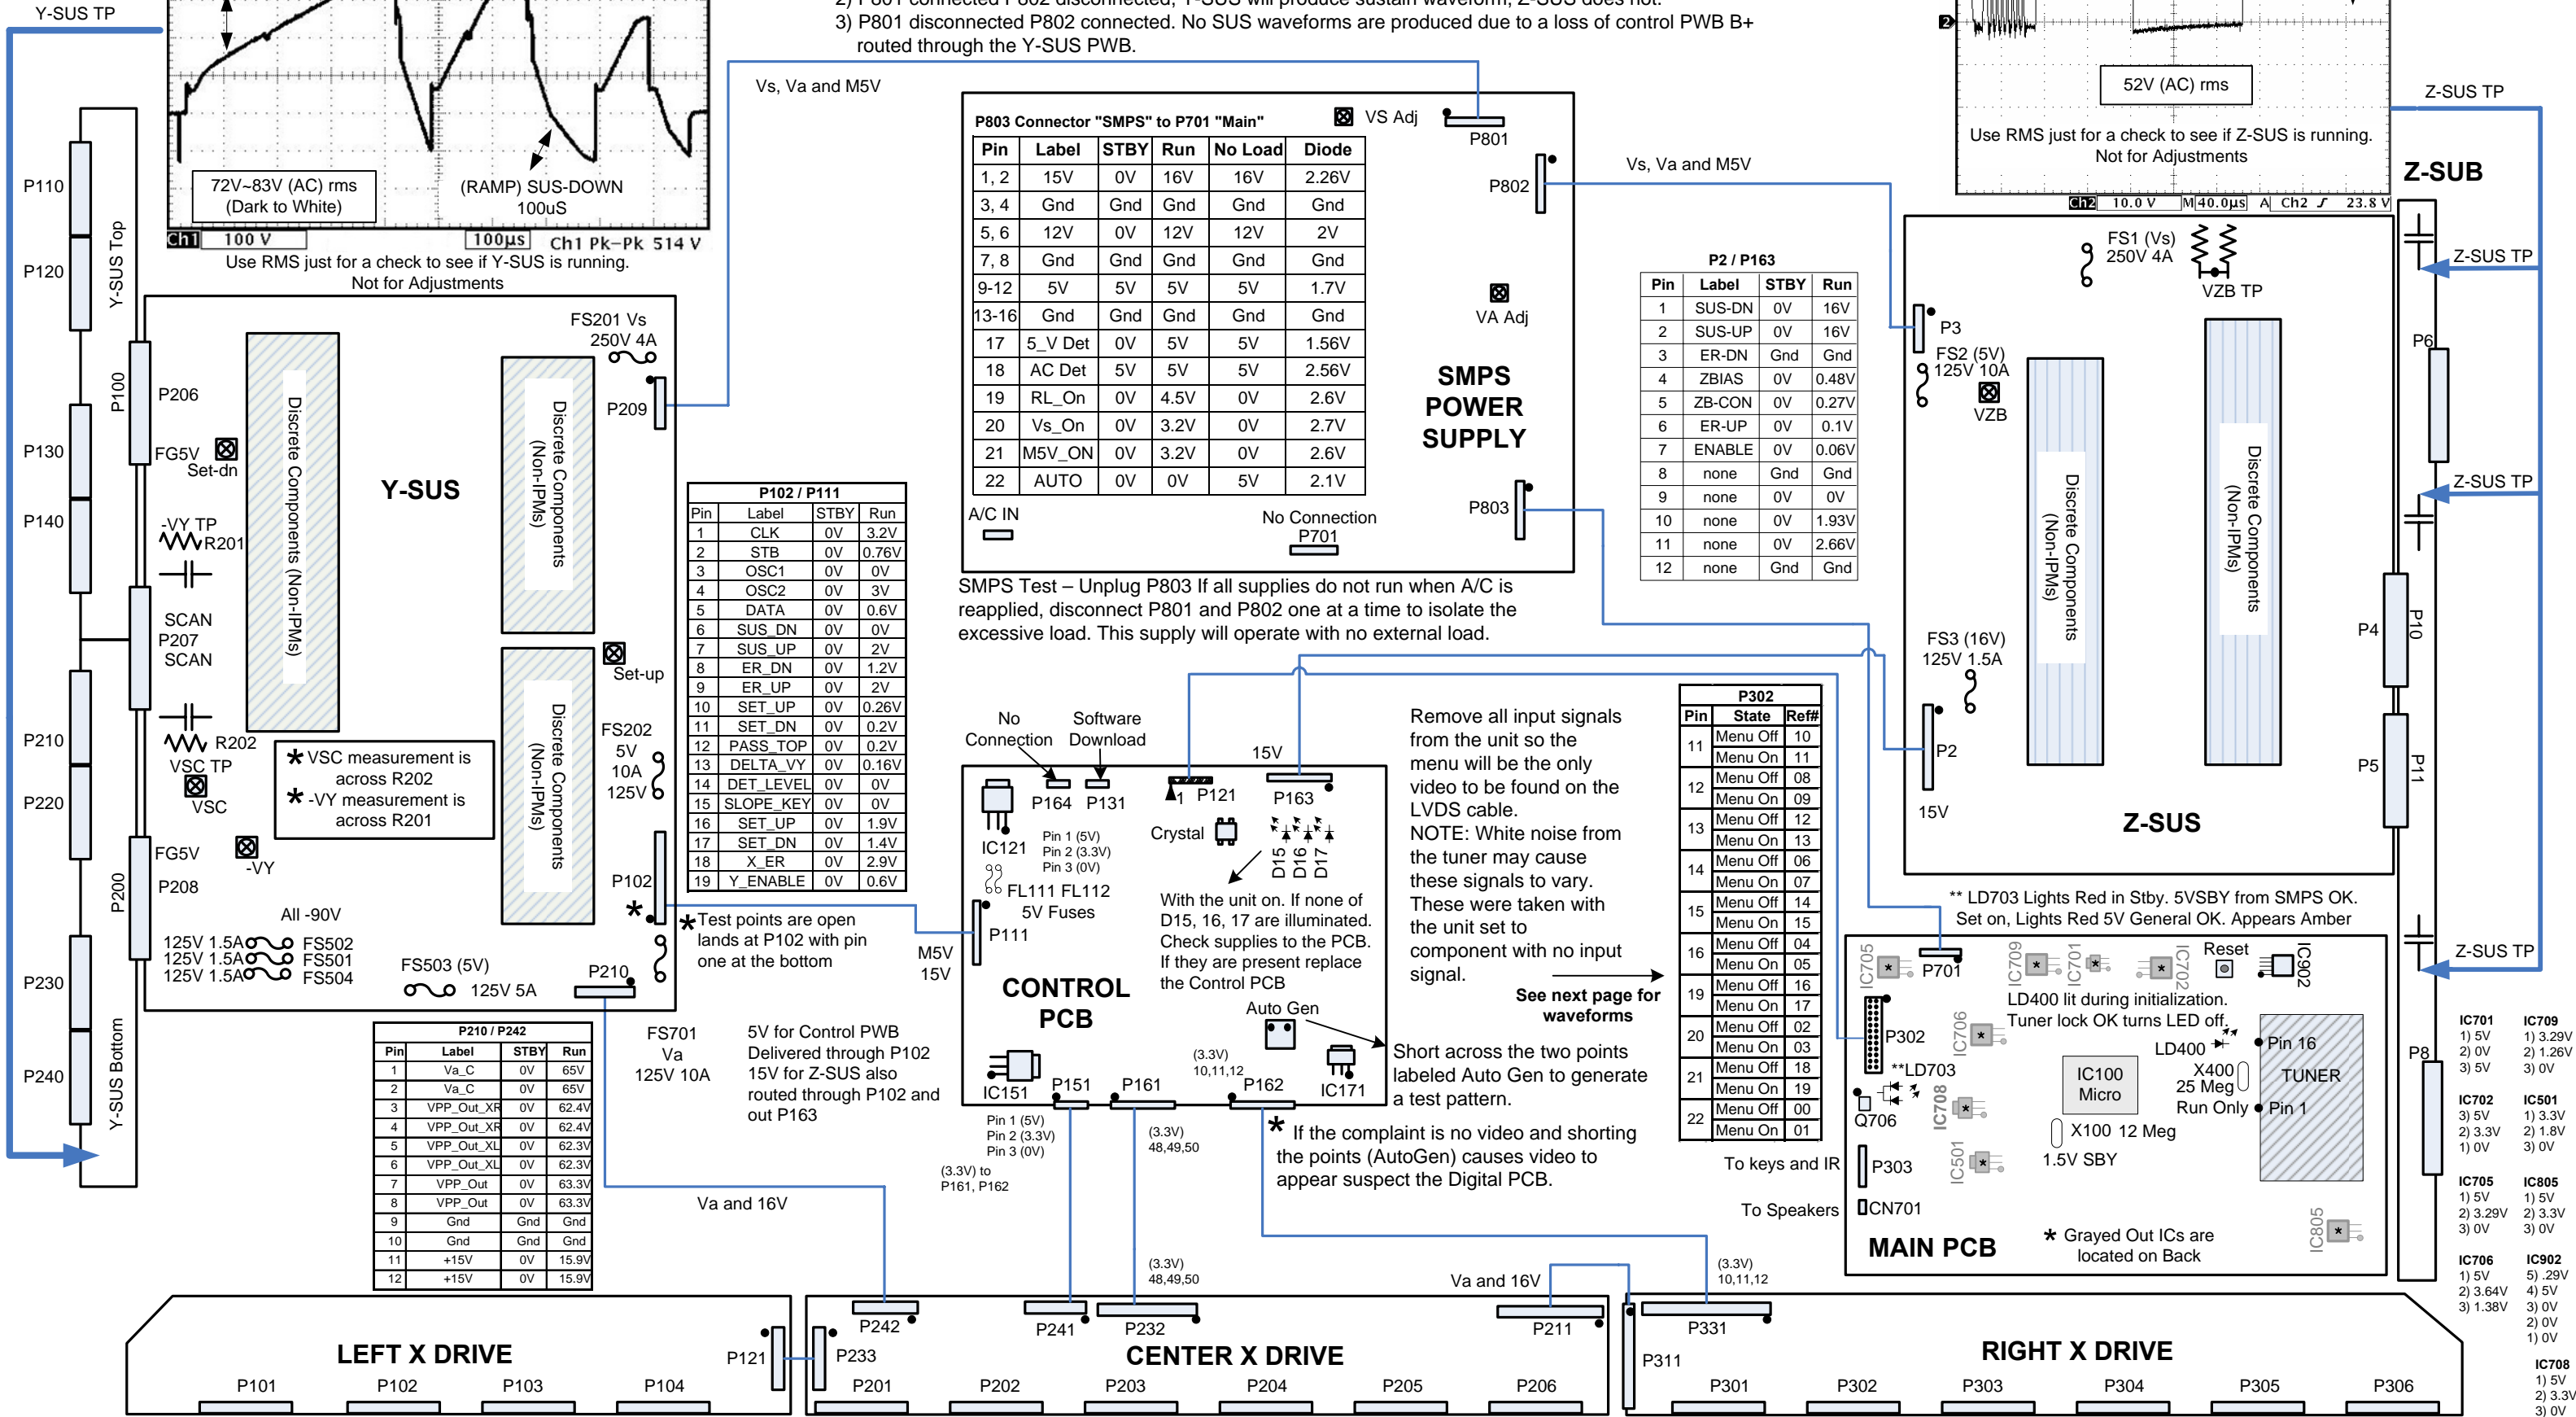 Y-SUS TP
2) P801 connected P802 disconnected, Y-SUS will produce sustain waveform, Z-SUS does not.
3) P801 disconnected P802 connected. No SUS waveforms are produced due to a loss of control PWB B+
routed through the Y-SUS PWB.
72V~83V (AC) rms
(Dark to White)
(RAMP) SUS-DOWN
100uS
Ch1 100 V 100µs Ch1 Pk-Pk 514 V
Use RMS just for a check to see if Y-SUS is running.
Not for Adjustments
Vs, Va and M5V
2
52V (AC) rms
Use RMS just for a check to see if Z-SUS is running.
Not for Adjustments
Ch2 10.0 V M 40.0µs A Ch2 ∫ 23.8 V
Z-SUS TP
Z-SUB
Z-SUS TP
Z-SUS TP
Z-SUS TP
P6
P10
P11
P8
P110
P120
P130
P140
P210
P220
P230
P240
Y-SUS Top
P100
P200
Y-SUS Bottom
Y-SUS
P206
FG5V
Set-dn
-VY TP
R201
SCAN
P207
SCAN
R202
VSC TP
VSC
FG5V
-VY
P208
All -90V
125V 1.5A FS502
125V 1.5A FS501
125V 1.5A FS504
FS503 (5V)
125V 5A
P210
Discrete Components (Non-IPMs)
Discrete Components
(Non-IPMs)
Discrete Components
(Non-IPMs)
FS201 Vs
250V 4A
P209
Set-up
FS202
5V
10A
125V
P102
*
* VSC measurement is
across R202
* -VY measurement is
across R201
* Test points are open
lands at P102 with pin
one at the bottom
FS701
Va
125V 10A
P102 / P111
Pin Label STBY Run
1 CLK 0V 3.2V
2 STB 0V 0.76V
3 OSC1 0V 0V
4 OSC2 0V 3V
5 DATA 0V 0.6V
6 SUS_DN 0V 0V
7 SUS_UP 0V 2V
8 ER_DN 0V 1.2V
9 ER_UP 0V 2V
10 SET_UP 0V 0.26V
11 SET_DN 0V 0.2V
12 PASS_TOP 0V 0.2V
13 DELTA_VY 0V 0.16V
14 DET_LEVEL 0V 0V
15 SLOPE_KEY 0V 0V
16 SET_UP 0V 1.9V
17 SET_DN 0V 1.4V
18 X_ER 0V 2.9V
19 Y_ENABLE 0V 0.6V
P210 / P242
Pin Label STBY Run
1 Va_C 0V 65V
2 Va_C 0V 65V
3 VPP_Out_XR 0V 62.4V
4 VPP_Out_XR 0V 62.4V
5 VPP_Out_XL 0V 62.3V
6 VPP_Out_XL 0V 62.3V
7 VPP_Out 0V 63.3V
8 VPP_Out 0V 63.3V
9 Gnd Gnd Gnd
10 Gnd Gnd Gnd
11 +15V 0V 15.9V
12 +15V 0V 15.9V
5V for Control PWB
Delivered through P102
15V for Z-SUS also
routed through P102 and
out P163
P803 Connector "SMPS" to P701 "Main"
Pin Label STBY Run No Load Diode
1, 2 15V 0V 16V 16V 2.26V
3, 4 Gnd Gnd Gnd Gnd Gnd
5, 6 12V 0V 12V 12V 2V
7, 8 Gnd Gnd Gnd Gnd Gnd
9-12 5V 5V 5V 5V 1.7V
13-16 Gnd Gnd Gnd Gnd Gnd
17 5_V Det 0V 5V 5V 1.56V
18 AC Det 5V 5V 5V 2.56V
19 RL_On 0V 4.5V 0V 2.6V
20 Vs_On 0V 3.2V 0V 2.7V
21 M5V_ON 0V 3.2V 0V 2.6V
22 AUTO 0V 0V 5V 2.1V
VS Adj
P801
P802
VA Adj
SMPS
POWER
SUPPLY
P803
A/C IN
No Connection
P701
SMPS Test – Unplug P803 If all supplies do not run when A/C is
reapplied, disconnect P801 and P802 one at a time to isolate the
excessive load. This supply will operate with no external load.
Vs, Va and M5V
P2 / P163
Pin Label STBY Run
1 SUS-DN 0V 16V
2 SUS-UP 0V 16V
3 ER-DN Gnd Gnd
4 ZBIAS 0V 0.48V
5 ZB-CON 0V 0.27V
6 ER-UP 0V 0.1V
7 ENABLE 0V 0.06V
8 none Gnd Gnd
9 none 0V 0V
10 none 0V 1.93V
11 none 0V 2.66V
12 none Gnd Gnd
FS1 (Vs)
250V 4A
VZB TP
P3
FS2 (5V)
125V 10A
VZB
Discrete Components
(Non-IPMs)
Discrete Components
(Non-IPMs)
FS3 (16V)
125V 1.5A
P2
15V
P4
P5
Z-SUS
No
Connection
Software
Download
15V
P164
P131
1 P121
P163
IC121
Pin 1 (5V)
Pin 2 (3.3V)
Pin 3 (0V)
Crystal
D15
D16
D17
FL111 FL112
5V Fuses
P111
M5V
15V
With the unit on. If none of
D15, 16, 17 are illuminated.
Check supplies to the PCB.
If they are present replace
the Control PCB
CONTROL
PCB
Auto Gen
(3.3V)
10,11,12
IC151
P151
P161
P162
IC171
Pin 1 (5V)
Pin 2 (3.3V)
Pin 3 (0V)
(3.3V) to
P161, P162
(3.3V)
48,49,50
Short across the two points
labeled Auto Gen to generate
a test pattern.
* If the complaint is no video and shorting
the points (AutoGen) causes video to
appear suspect the Digital PCB.
Remove all input signals
from the unit so the
menu will be the only
video to be found on the
LVDS cable.
NOTE: White noise from
the tuner may cause
these signals to vary.
These were taken with
the unit set to
component with no input
signal.
See next page for
waveforms
P302
Pin State Ref#
11 Menu Off 10
Menu On 11
12 Menu Off 08
Menu On 09
13 Menu Off 12
Menu On 13
14 Menu Off 06
Menu On 07
15 Menu Off 14
Menu On 15
16 Menu Off 04
Menu On 05
19 Menu Off 16
Menu On 17
20 Menu Off 02
Menu On 03
21 Menu Off 18
Menu On 19
22 Menu Off 00
Menu On 01
** LD703 Lights Red in Stby. 5VSBY from SMPS OK.
Set on, Lights Red 5V General OK. Appears Amber
IC705
P701
IC709
IC701
IC702
Reset
IC902
LD400 lit during initialization.
Tuner lock OK turns LED off.
P302
IC706
LD400
Pin 16
**LD703
IC100
Micro
X400
25 Meg
Run Only
TUNER
Pin 1
Q706
IC708
X100 12 Meg
1.5V SBY
To keys and IR
P303
IC501
To Speakers
CN701
IC805
MAIN PCB
* Grayed Out ICs are
located on Back
Z-SUS TP
IC701
1) 5V
2) 0V
3) 5V
IC709
1) 3.29V
2) 1.26V
3) 0V
IC702
3) 5V
2) 3.3V
1) 0V
IC501
1) 3.3V
2) 1.8V
3) 0V
IC705
1) 5V
2) 3.29V
3) 0V
IC805
1) 5V
2) 3.3V
3) 0V
IC706
1) 5V
2) 3.64V
3) 1.38V
IC902
5) .29V
4) 5V
3) 0V
2) 0V
1) 0V
IC708
1) 5V
2) 3.3V
3) 0V
Va and 16V
(3.3V)
48,49,50
Va and 16V
(3.3V)
10,11,12
LEFT X DRIVE
P121
P101
P102
P103
P104
P233
P242
P241
P232
P211
CENTER X DRIVE
P201
P202
P203
P204
P205
P206
P311
P331
RIGHT X DRIVE
P301
P302
P303
P304
P305
P306